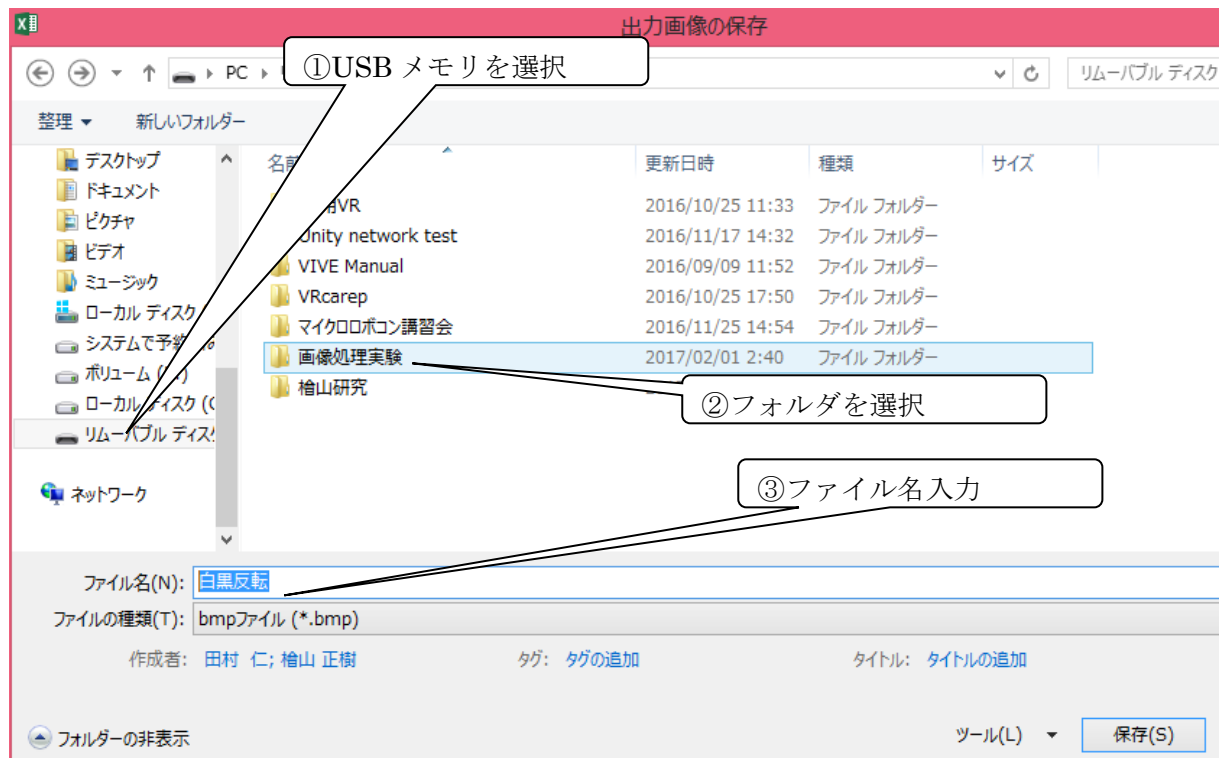 出力画像の保存
①USB メモリを選択
PC
リムーバブル ディスク
整理 新しいフォルダー
名前 更新日時 種類 サイズ
デスクトップ
ドキュメント
ピクチャ
ビデオ
ミュージック
ローカル ディスク
システムで予約
ボリューム
ローカル ディスク (C
リムーバブル ディスク
ネットワーク
VR 2016/10/25 11:33 ファイル フォルダー
Unity network test 2016/11/17 14:32 ファイル フォルダー
VIVE Manual 2016/09/09 11:52 ファイル フォルダー
VRcarep 2016/10/25 17:50 ファイル フォルダー
マイクロロボコン講習会 2016/11/25 14:54 ファイル フォルダー
画像処理実験 2017/02/01 2:40 ファイル フォルダー
檜山研究
②フォルダを選択
③ファイル名入力
ファイル名(N): 白黒反転
ファイルの種類(T): bmpファイル (*.bmp)
作成者: 田村 仁; 檜山 正樹 タグ: タグの追加 タイトル: タイトルの追加
フォルダーの非表示 ツール(L) 保存(S)